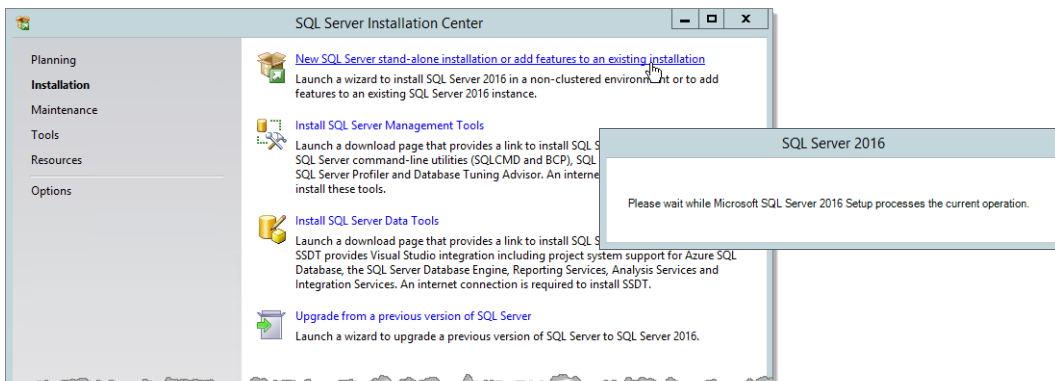 SQL Server Installation Center
Planning
Installation
Maintenance
Tools
Resources
Options
New SQL Server stand-alone installation or add features to an existing installation
Launch a wizard to install SQL Server 2016 in a non-clustered environment or to add
features to an existing SQL Server 2016 instance.
Install SQL Server Management Tools
Launch a download page that provides a link to install SQL S
SQL Server command-line utilities (SQLCMD and BCP), SQL
SQL Server Profiler and Database Tuning Advisor. An interne
install these tools.
Install SQL Server Data Tools
Launch a download page that provides a link to install SQL S
SSDT provides Visual Studio integration including project system support for Azure SQL
Database, the SQL Server Database Engine, Reporting Services, Analysis Services and
Integration Services. An internet connection is required to install SSDT.
Upgrade from a previous version of SQL Server
Launch a wizard to upgrade a previous version of SQL Server to SQL Server 2016.
SQL Server 2016
Please wait while Microsoft SQL Server 2016 Setup processes the current operation.